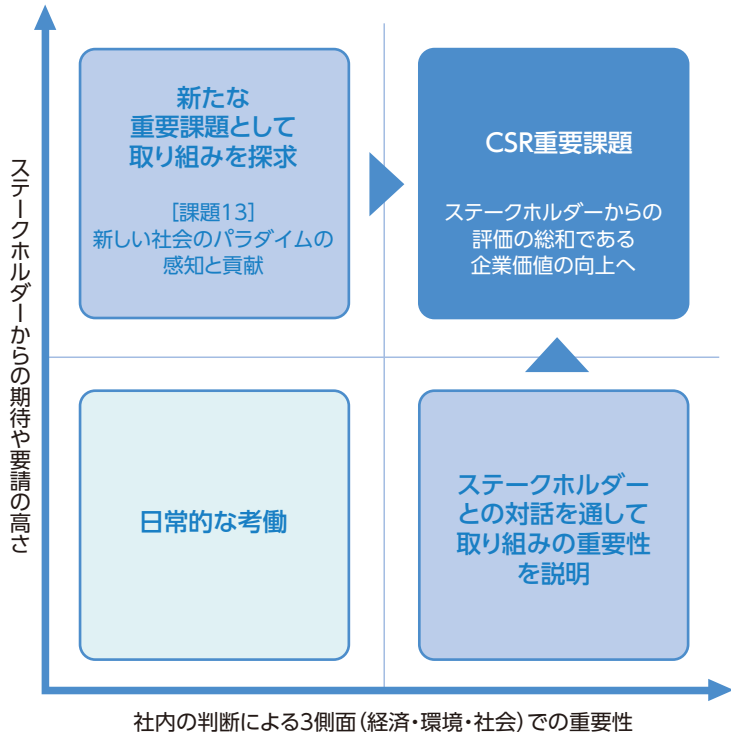 ステークホルダーからの期待や要請の高さ
新たな
重要課題として
取り組みを探求
[課題13]
新しい社会のパラダイムの
感知と貢献
CSR重要課題
ステークホルダーからの
評価の総和である
企業価値の向上へ
日常的な考働
ステークホルダー
との対話を通して
取り組みの重要性
を説明
社内の判断による3側面(経済・環境・社会)での重要性